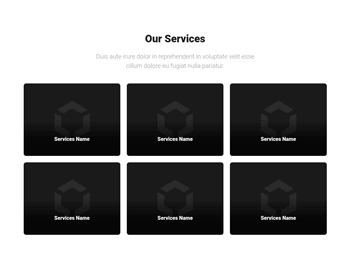 Our Services
Duis aute irure dolor in reprehenderit in voluptate velit esse
cillum dolore eu fugiat nulla pariatur.
Services Name
Services Name
Services Name
Services Name
Services Name
Services Name